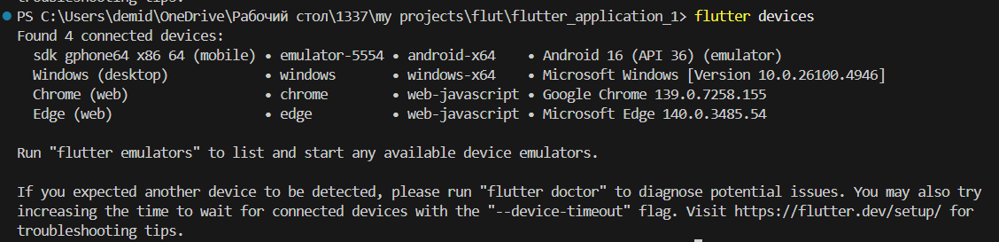 troubleshooting tips.
PS C:\Users\demid\OneDrive\Рабочий стол\1337\my projects\flut\flutter_application_1> flutter devices
Found 4 connected devices:
sdk gphone64 x86 64 (mobile) • emulator-5554 • android-x64 • Android 16 (API 36) (emulator)
Windows (desktop) • windows • windows-x64 • Microsoft Windows [Version 10.0.26100.4946]
Chrome (web) • chrome • web-javascript • Google Chrome 139.0.7258.155
Edge (web) • edge • web-javascript • Microsoft Edge 140.0.3485.54
Run "flutter emulators" to list and start any available device emulators.
If you expected another device to be detected, please run "flutter doctor" to diagnose potential issues. You may also try
increasing the time to wait for connected devices with the "--device-timeout" flag. Visit https://flutter.dev/setup/ for
troubleshooting tips.